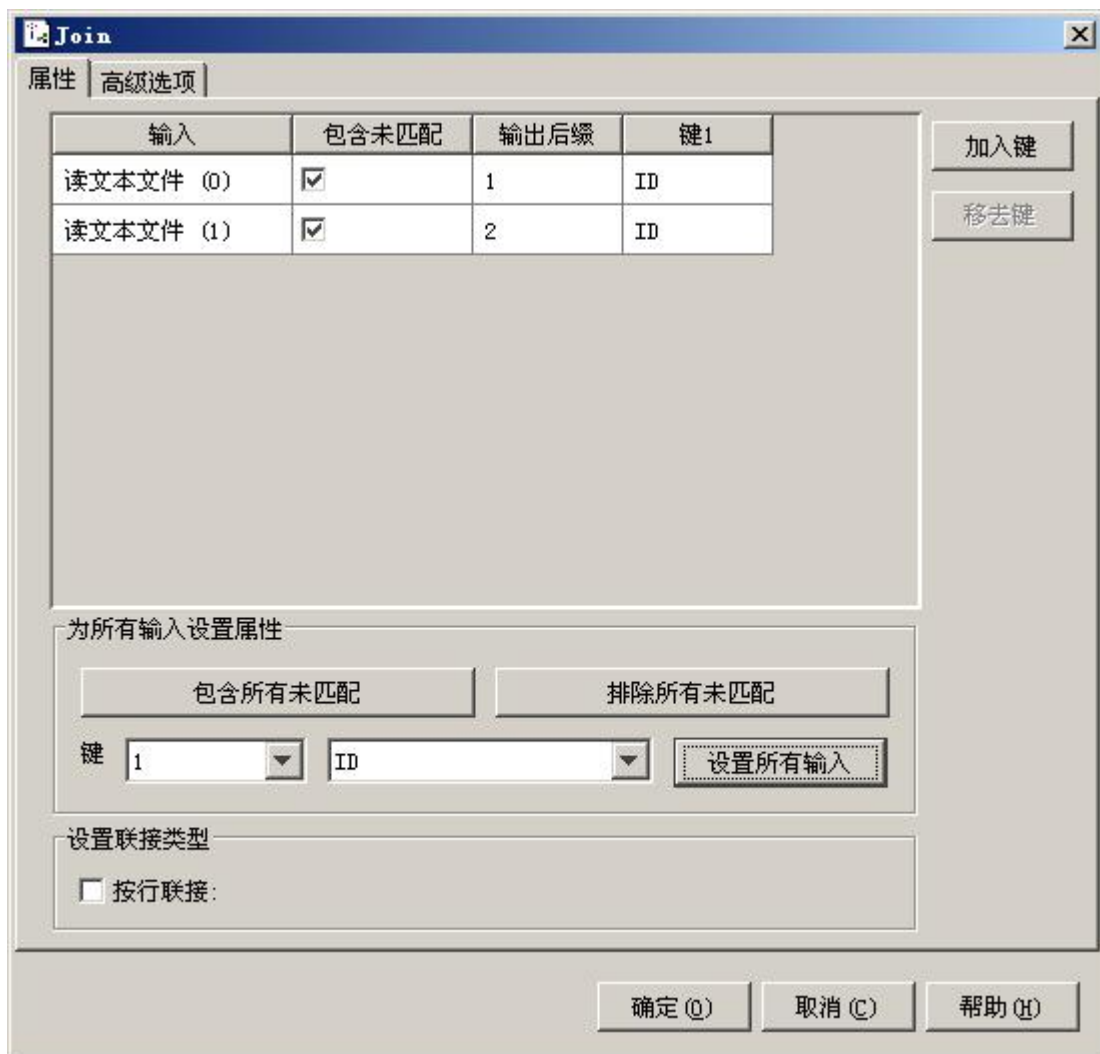 Join
属性 高级选项
输入 包含未匹配 输出后缀 键1
读文本文件 (0) 1 ID
读文本文件 (1) 2 ID
加入键
移去键
为所有输入设置属性
包含所有未匹配 排除所有未匹配
键 1 ID 设置所有输入
设置联接类型
按行联接:
确定(O) 取消(C) 帮助(H)